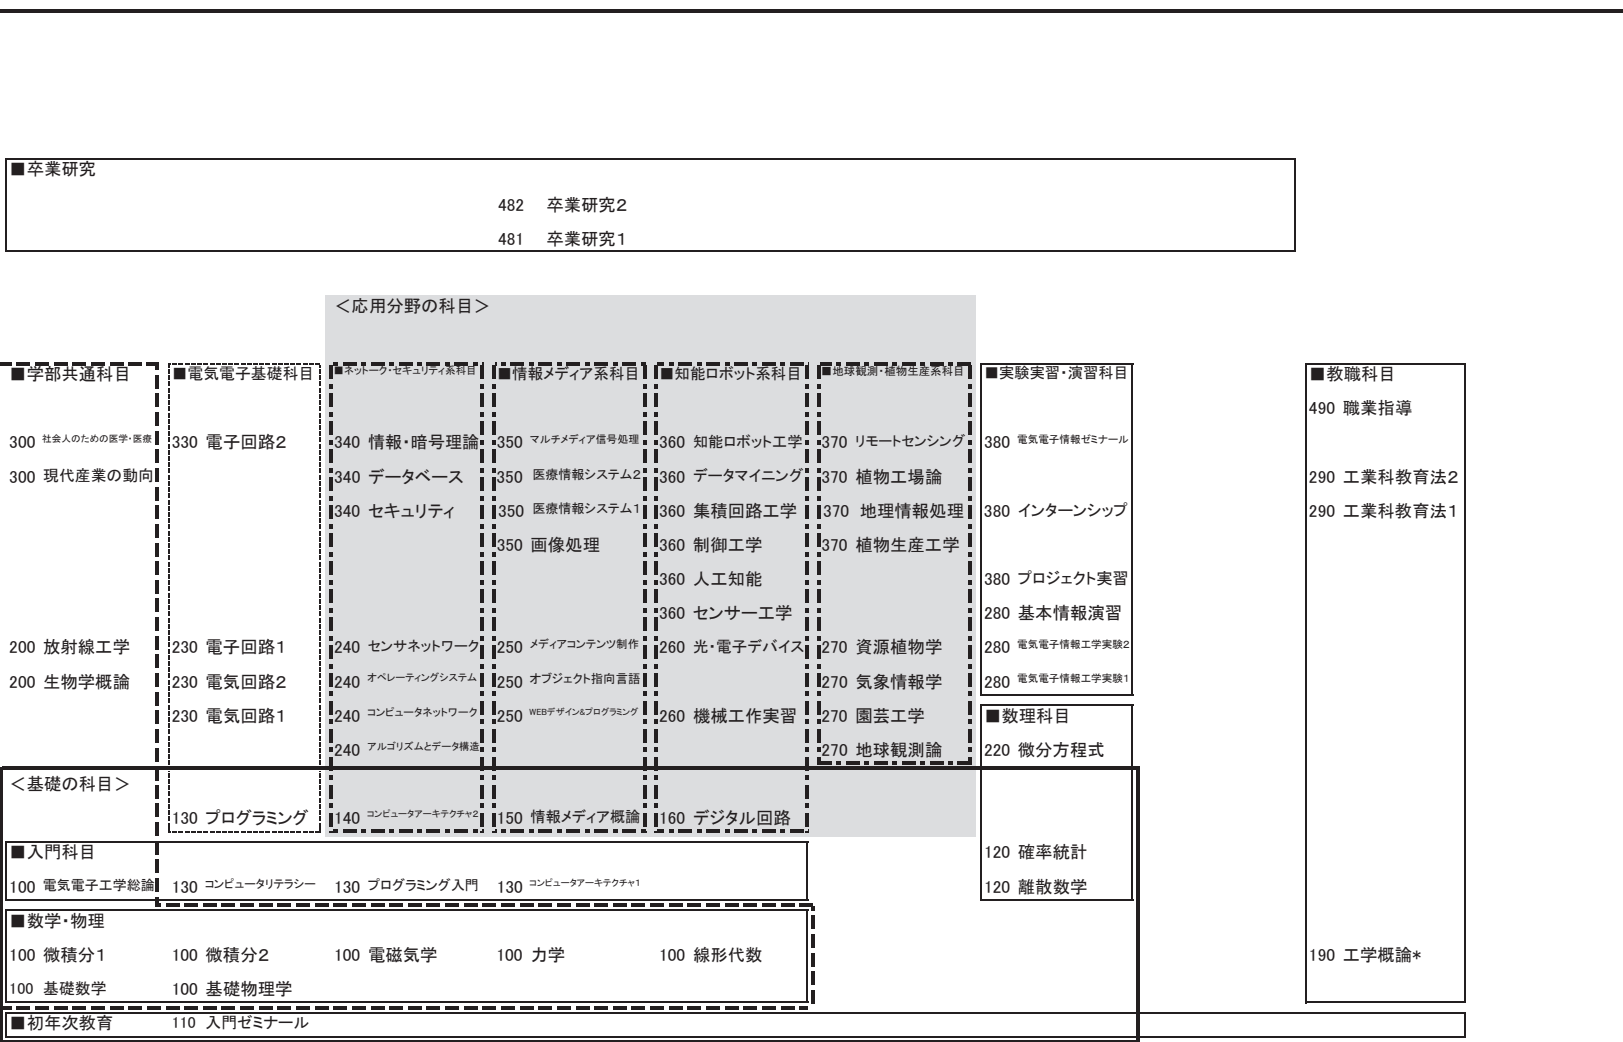 ■卒業研究
482 卒業研究2
481 卒業研究1
＜応用分野の科目＞
■学部共通科目 ■電気電子基礎科目 ■ネットーク・セキュリティ系科目 ■情報メディア系科目 ■知能ロボット系科目 ■地球観測・植物生産系科目 ■実験実習・演習科目 ■教職科目
490 職業指導
300 社会人のための医学・医療 330 電子回路2 340 情報・暗号理論 350 マルチメディア信号処理 360 知能ロボット工学 370 リモートセンシング 380 電気電子情報ゼミナール
300 現代産業の動向 340 データベース 350 医療情報システム2 360 データマイニング 370 植物工場論 290 工業科教育法2
340 セキュリティ 350 医療情報システム1 360 集積回路工学 370 地理情報処理 380 インターンシップ 290 工業科教育法1
350 画像処理 360 制御工学 370 植物生産工学
360 人工知能 380 プロジェクト実習
360 センサー工学 280 基本情報演習
200 放射線工学 230 電子回路1 240 センサネットワーク 250 メディアコンテンツ制作 260 光・電子デバイス 270 資源植物学 280 電気電子情報工学実験2
200 生物学概論 230 電気回路2 240 オペレーティングシステム 250 オブジェクト指向言語 270 気象情報学 280 電気電子情報工学実験1
230 電気回路1 240 コンピュータネットワーク 250 WEBデザイン&プログラミング 260 機械工作実習 270 園芸工学 ■数理科目
240 アルゴリズムとデータ構造 270 地球観測論 220 微分方程式
＜基礎の科目＞
130 プログラミング 140 コンピュータアーキテクチャ2 150 情報メディア概論 160 デジタル回路
■入門科目 120 確率統計
100 電気電子工学総論 130 コンピュータリテラシー 130 プログラミング入門 130 コンピュータアーキテクチャ1 120 離散数学
■数学・物理
100 微積分1 100 微積分2 100 電磁気学 100 力学 100 線形代数 190 工学概論*
100 基礎数学 100 基礎物理学
■初年次教育 110 入門ゼミナール